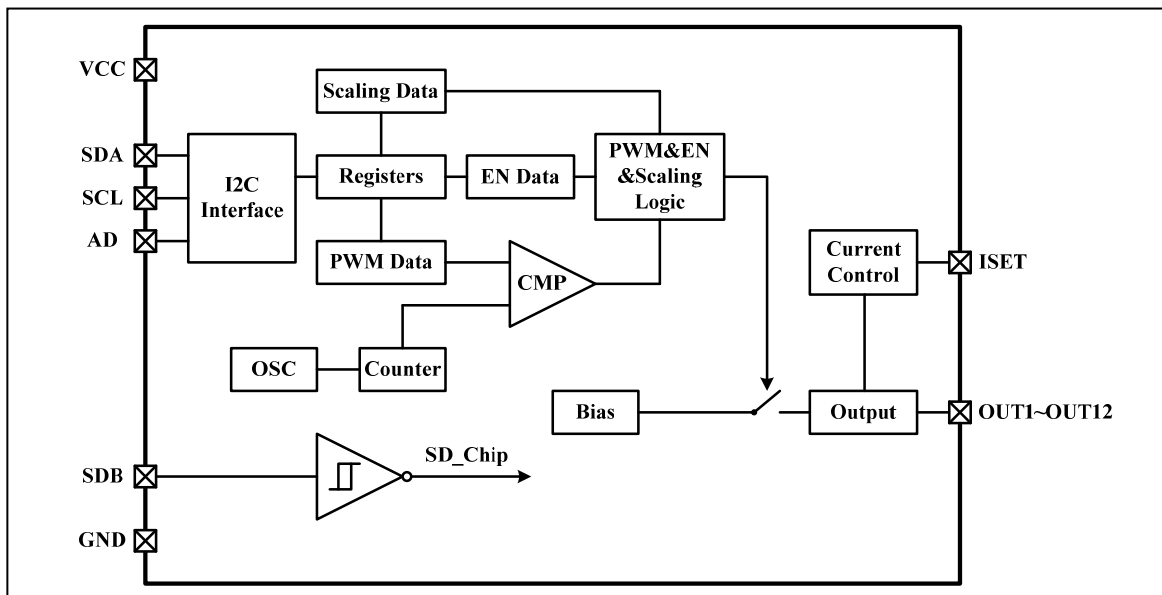 VCC
Scaling Data
SDA
SCL
AD
I2C
Interface
Registers
EN Data
PWM&EN
&Scaling
Logic
PWM Data
CMP
Current
Control
ISET
OSC
Counter
Bias
Output
OUT1~OUT12
SDB
SD_Chip
GND